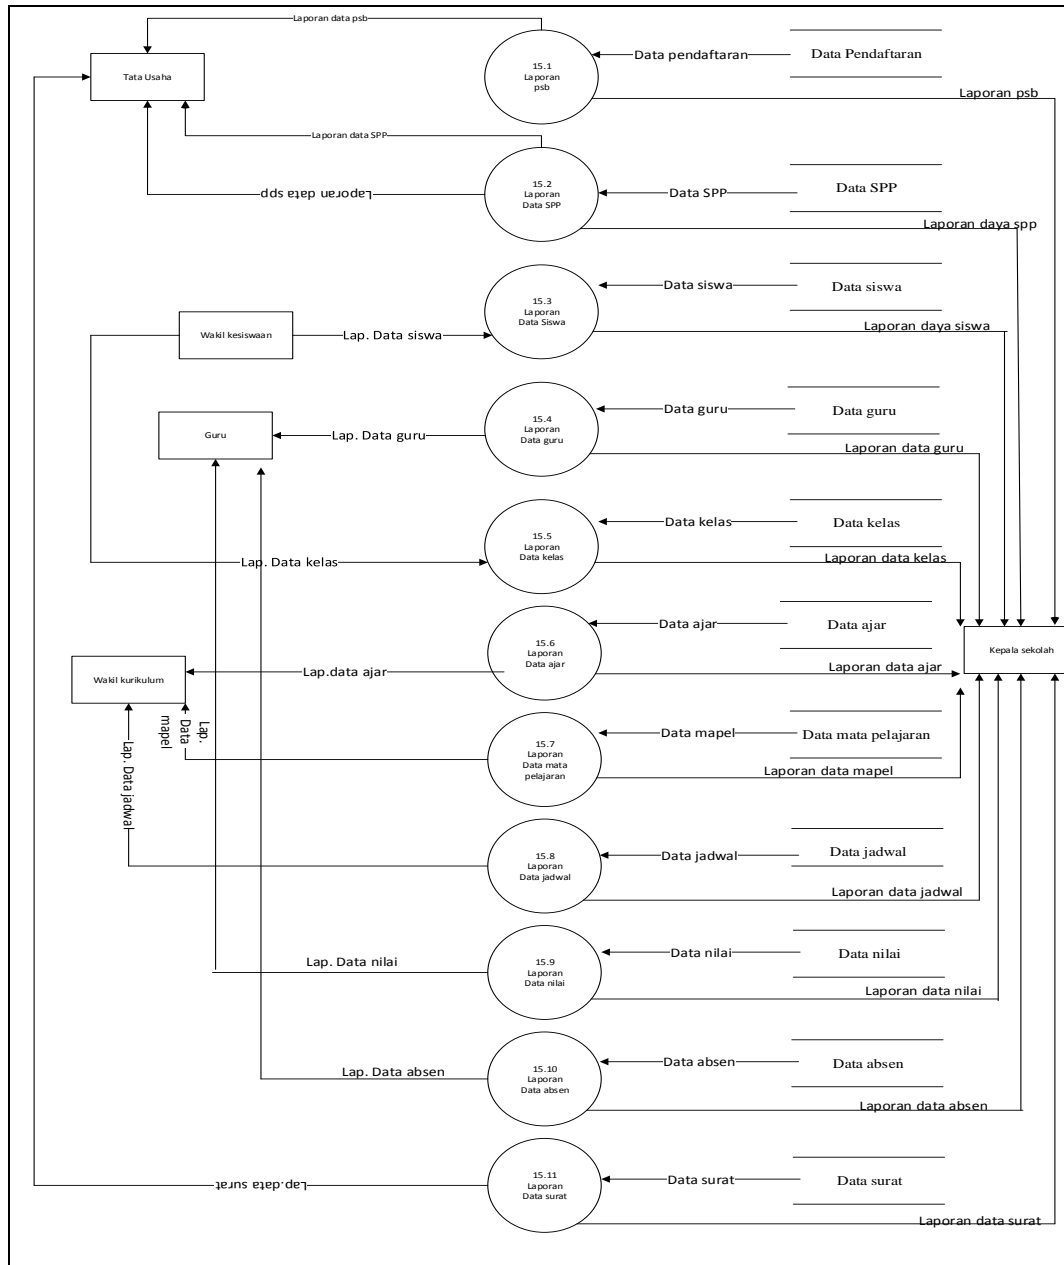 Laporan data psb
15.1
Laporan
psb
Data pendaftaran
Data Pendaftaran
Tata Usaha
Laporan psb
Laporan data SPP
15.2
Laporan
Data SPP
Data SPP
Data SPP
Laporan data spp
Laporan daya spp
15.3
Laporan
Data Siswa
Data siswa
Data siswa
Wakil kesiswaan
Lap. Data siswa
Laporan daya siswa
15.4
Laporan
Data guru
Data guru
Data guru
Guru
Lap. Data guru
Laporan data guru
15.5
Laporan
Data kelas
Data kelas
Data kelas
Lap. Data kelas
Laporan data kelas
15.6
Laporan
Data ajar
Data ajar
Data ajar
Kepala sekolah
Wakil kurikulum
Lap.data ajar
Laporan data ajar
Lap.
Data
mapel
15.7
Laporan
Data mata
pelajaran
Data mapel
Data mata pelajaran
Laporan data mapel
Lap. Data jadwal
15.8
Laporan
Data jadwal
Data jadwal
Data jadwal
Laporan data jadwal
15.9
Laporan
Data nilai
Data nilai
Data nilai
Lap. Data nilai
Laporan data nilai
15.10
Laporan
Data absen
Data absen
Data absen
Lap. Data absen
Laporan data absen
15.11
Laporan
Data surat
Data surat
Data surat
Lap.data surat
Laporan data surat